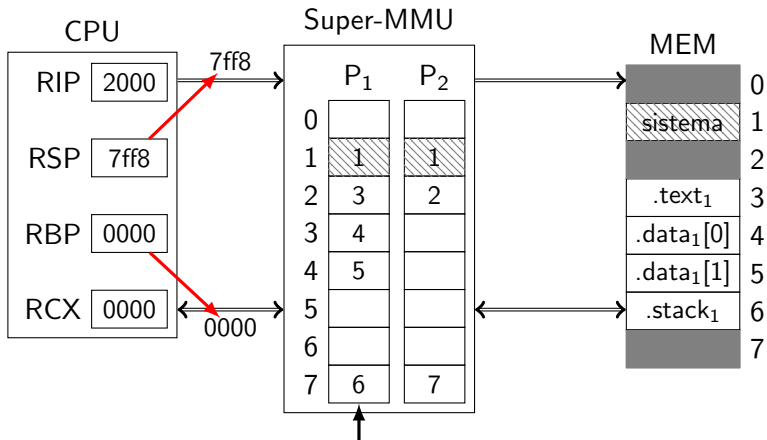 CPU
RIP 2000
RSP 7ff8
RBP 0000
RCX 0000
7ff8
0000
Super-MMU
P1 P2
0
1 1 1
2 3 2
3 4
4 5
5
6
7 6 7
MEM
0
sistema 1
2
.text1 3
.data1[0] 4
.data1[1] 5
.stack1 6
7